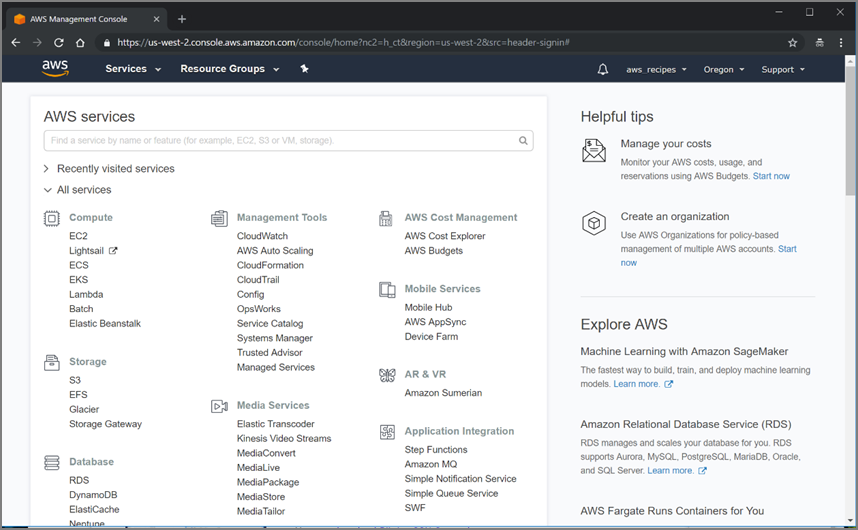 AWS Management Console
https://us-west-2.console.aws.amazon.com/console/home?nc2=h_ct&region=us-west-2&src=header-signin#
aws
Services
Resource Groups
aws_recipes
Oregon
Support
AWS services
Find a service by name or feature (for example, EC2, S3 or VM, storage).
Recently visited services
All services
Compute
EC2
Lightsail
ECS
EKS
Lambda
Batch
Elastic Beanstalk
Storage
S3
EFS
Glacier
Storage Gateway
Database
RDS
DynamoDB
ElastiCache
Neptune
Management Tools
CloudWatch
AWS Auto Scaling
CloudFormation
CloudTrail
Config
OpsWorks
Service Catalog
Systems Manager
Trusted Advisor
Managed Services
Media Services
Elastic Transcoder
Kinesis Video Streams
MediaConvert
MediaLive
MediaPackage
MediaStore
MediaTailor
AWS Cost Management
AWS Cost Explorer
AWS Budgets
Mobile Services
Mobile Hub
AWS AppSync
Device Farm
AR & VR
Amazon Sumerian
Application Integration
Step Functions
Amazon MQ
Simple Notification Service
Simple Queue Service
SWF
Helpful tips
Manage your costs
Monitor your AWS costs, usage, and
reservations using AWS Budgets. Start now
Create an organization
Use AWS Organizations for policy-based
management of multiple AWS accounts. Start
now
Explore AWS
Machine Learning with Amazon SageMaker
The fastest way to build, train, and deploy machine learning
models. Learn more.
Amazon Relational Database Service (RDS)
RDS manages and scales your database for you. RDS
supports Aurora, MySQL, PostgreSQL, MariaDB, Oracle,
and SQL Server. Learn more.
AWS Fargate Runs Containers for You